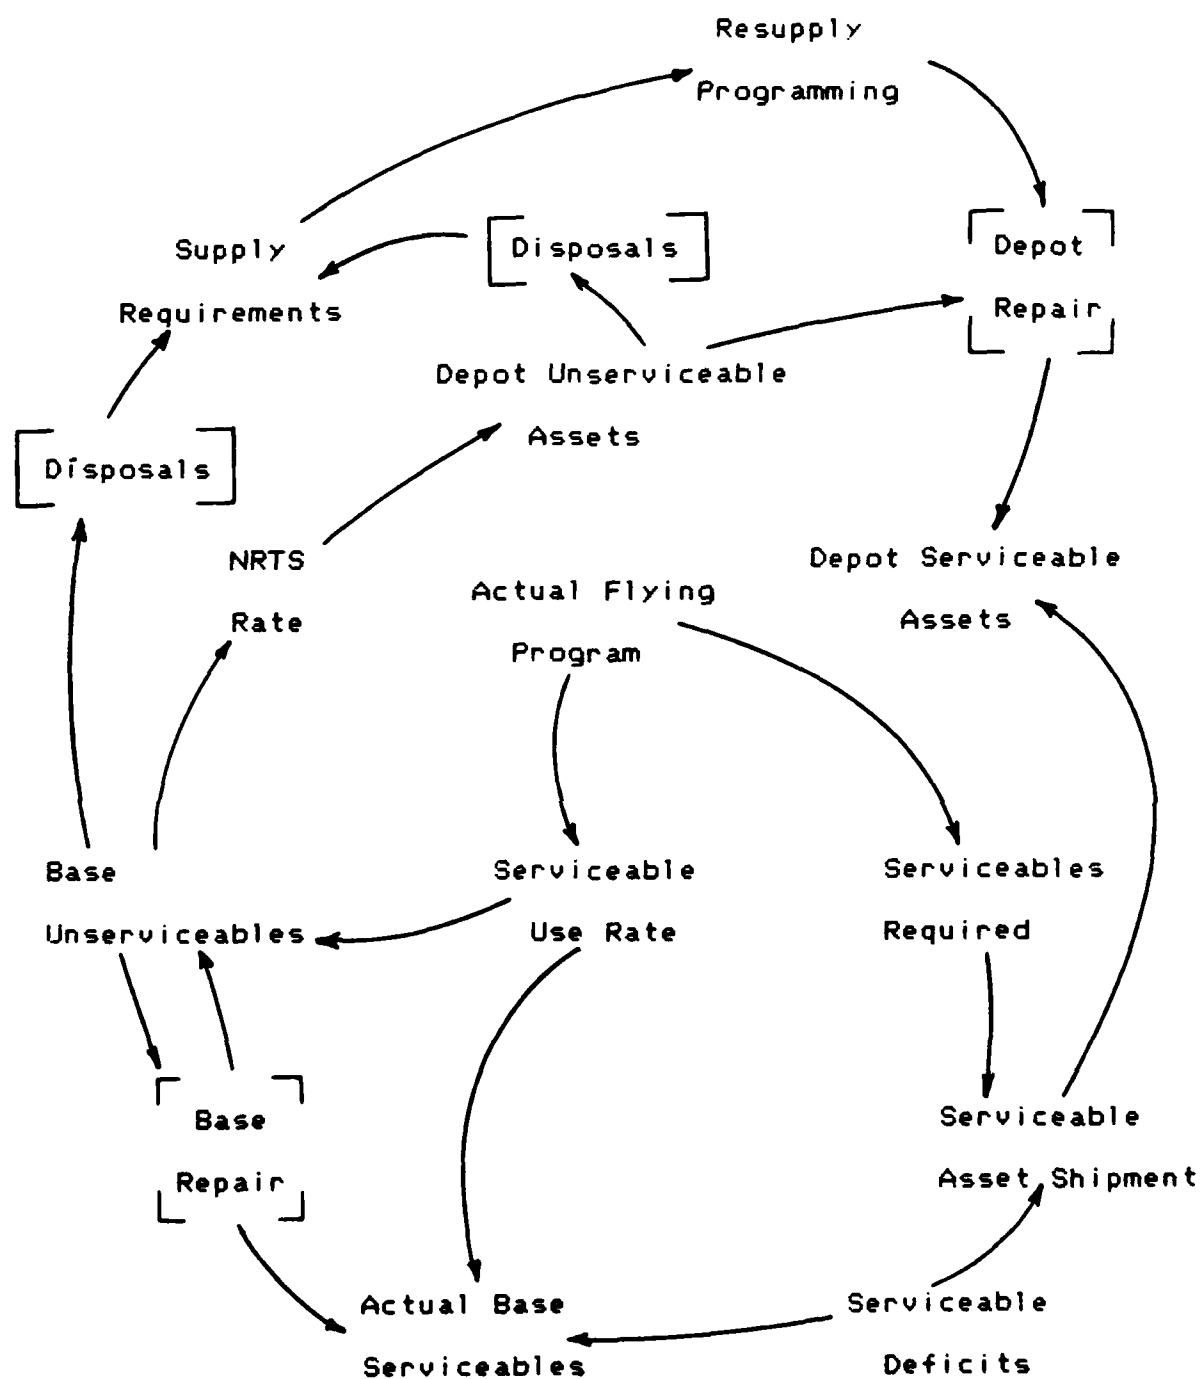 Resupply
Programming
Supply
Requirements
Disposals
Depot
Repair
Depot Unserviceable
Assets
Disposals
NRTS
Rate
Actual Flying
Program
Depot Serviceable
Assets
Base
Unserviceables
Serviceable
Use Rate
Serviceables
Required
Base
Repair
Serviceable
Asset Shipment
Actual Base
Serviceables
Serviceable
Deficits